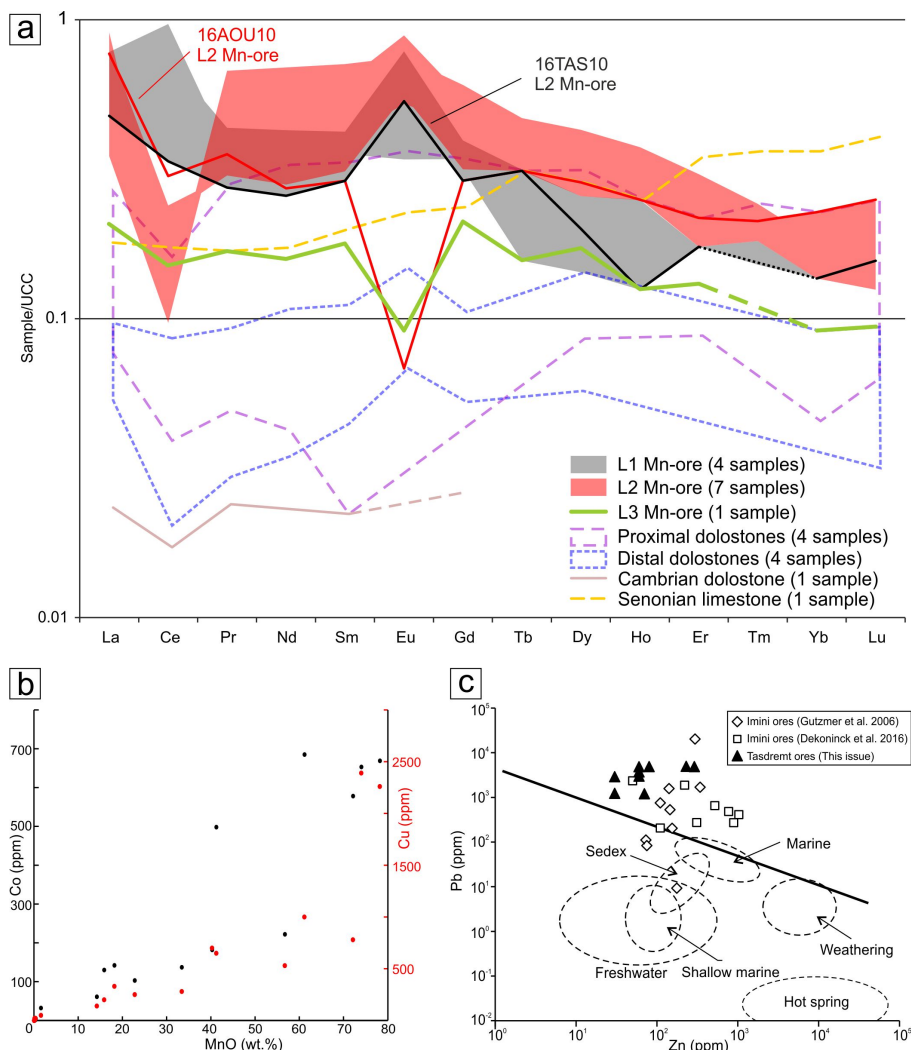 a
1
16AOU10
L2 Mn-ore
16TAS10
L2 Mn-ore
Sample/UCC
0.1
L1 Mn-ore (4 samples)
L2 Mn-ore (7 samples)
L3 Mn-ore (1 sample)
Proximal dolostones (4 samples)
Distal dolostones (4 samples)
Cambrian dolostone (1 sample)
Senonian limestone (1 sample)
0.01
La Ce Pr Nd Sm Eu Gd Tb Dy Ho Er Tm Yb Lu
b
700
500
300
100
Co (ppm)
2500
1500
500
Cu (ppm)
0 10 20 30 40 50 60 70 80
MnO (wt.%)
c
10⁵
10⁴
10³
10²
10¹
10⁰
10⁻¹
10⁻²
Pb (ppm)
Imini ores (Gutzmer et al. 2006)
Imini ores (Dekoninck et al. 2016)
Tasdremt ores (This issue)
Sedex
Marine
Weathering
Freshwater
Shallow marine
Hot spring
10⁰ 10¹ 10² 10³ 10⁴ 10⁵
Zn (ppm)